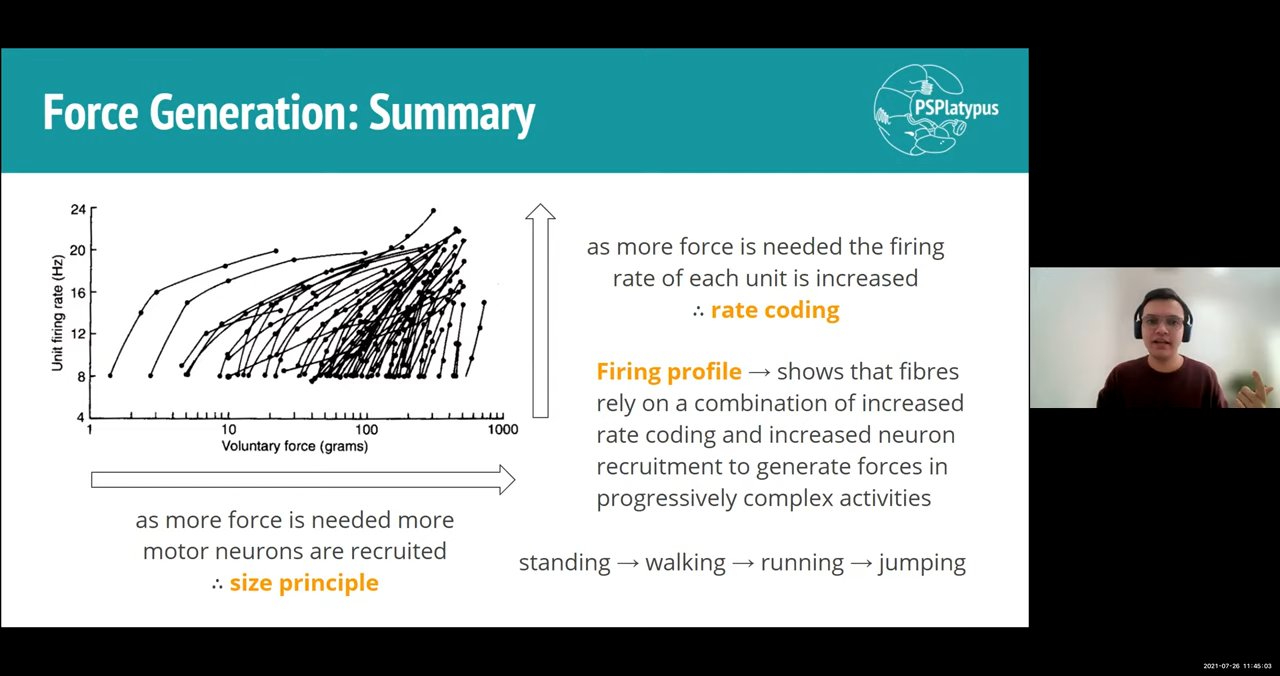 Force Generation: Summary
PSPlatypus
24
20
16
12
8
4
Unit firing rate (Hz)
1 10 100 1000
Voluntary force (grams)
as more force is needed the firing
rate of each unit is increased
∴ rate coding
Firing profile → shows that fibres
rely on a combination of increased
rate coding and increased neuron
recruitment to generate forces in
progressively complex activities
as more force is needed more
motor neurons are recruited
∴ size principle
standing → walking → running → jumping
2021-07-26 11:45:03